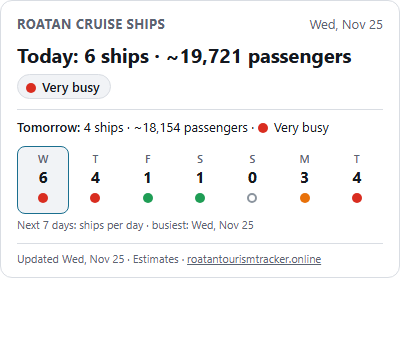 ROATAN CRUISE SHIPS Wed, Nov 25
Today: 6 ships · ~19,721 passengers
Very busy
Tomorrow: 4 ships · ~18,154 passengers · Very busy
W T F S S M T
6 4 1 1 0 3 4
Next 7 days: ships per day · busiest: Wed, Nov 25
Updated Wed, Nov 25 · Estimates · roatantourismtracker.online